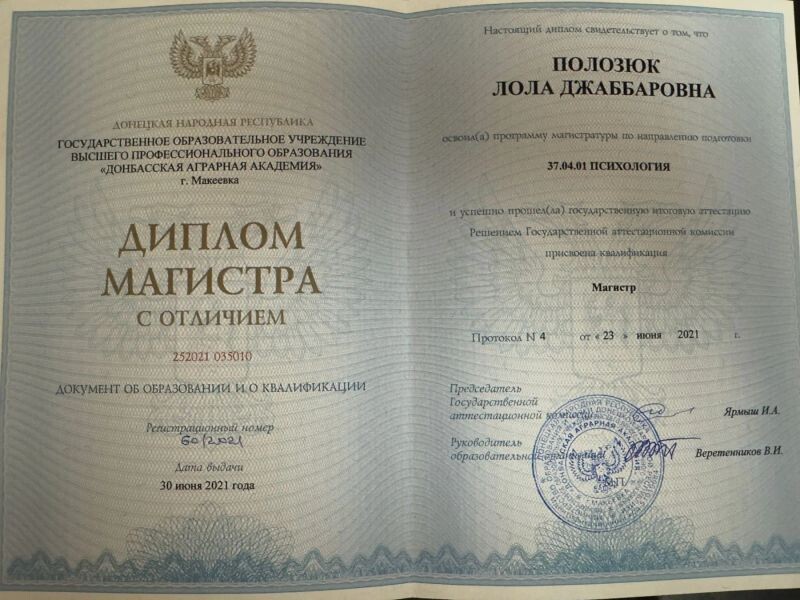 ДОНЕЦКАЯ НАРОДНАЯ РЕСПУБЛИКА
ГОСУДАРСТВЕННОЕ ОБРАЗОВАТЕЛЬНОЕ УЧРЕЖДЕНИЕ
ВЫСШЕГО ПРОФЕССИОНАЛЬНОГО ОБРАЗОВАНИЯ
«ДОНБАССКАЯ АГРАРНАЯ АКАДЕМИЯ»
г. Макеевка
ДИПЛОМ
МАГИСТРА
С ОТЛИЧИЕМ
252021 035010
ДОКУМЕНТ ОБ ОБРАЗОВАНИИ И О КВАЛИФИКАЦИИ
Регистрационный номер
60/2021
Дата выдачи
30 июня 2021 года
Настоящий диплом свидетельствует о том, что
ПОЛОЗЮК
ЛОЛА ДЖАББАРОВНА
освоил(а) программу магистратуры по направлению подготовки
37.04.01 ПСИХОЛОГИЯ
и успешно прошел(ла) государственную итоговую аттестацию
Решением Государственной аттестационной комиссии
присвоена квалификация
Магистр
Протокол N 4 от « 23 » июня 2021 г.
Председатель
Государственной
аттестационной комиссии Ярмыш И.А.
Руководитель
образовательной Веретенников В.И.
М.П.